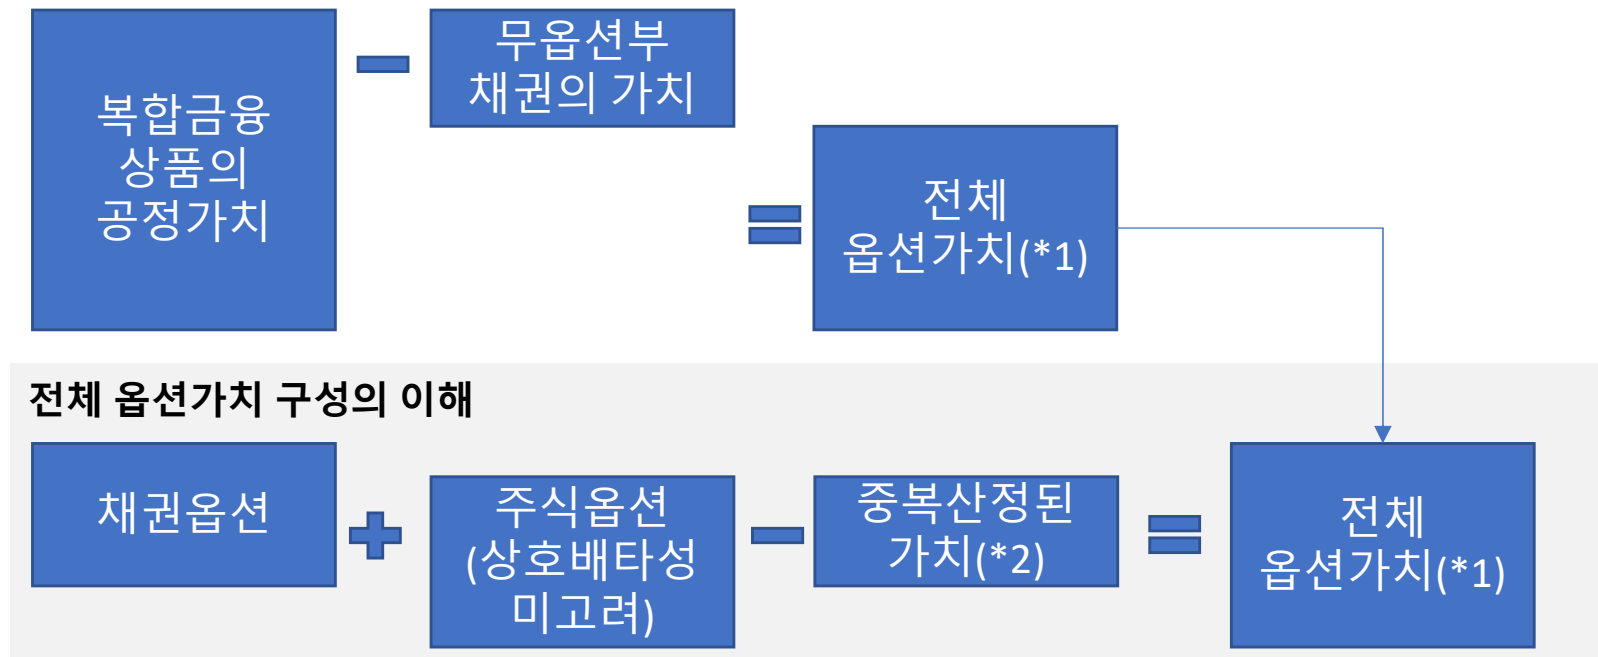 복합금융
상품의
공정가치
무옵션부
채권의 가치
전체
옵션가치(*1)
전체 옵션가치 구성의 이해
채권옵션
주식옵션
(상호배타성
미고려)
중복산정된
가치(*2)
전체
옵션가치(*1)